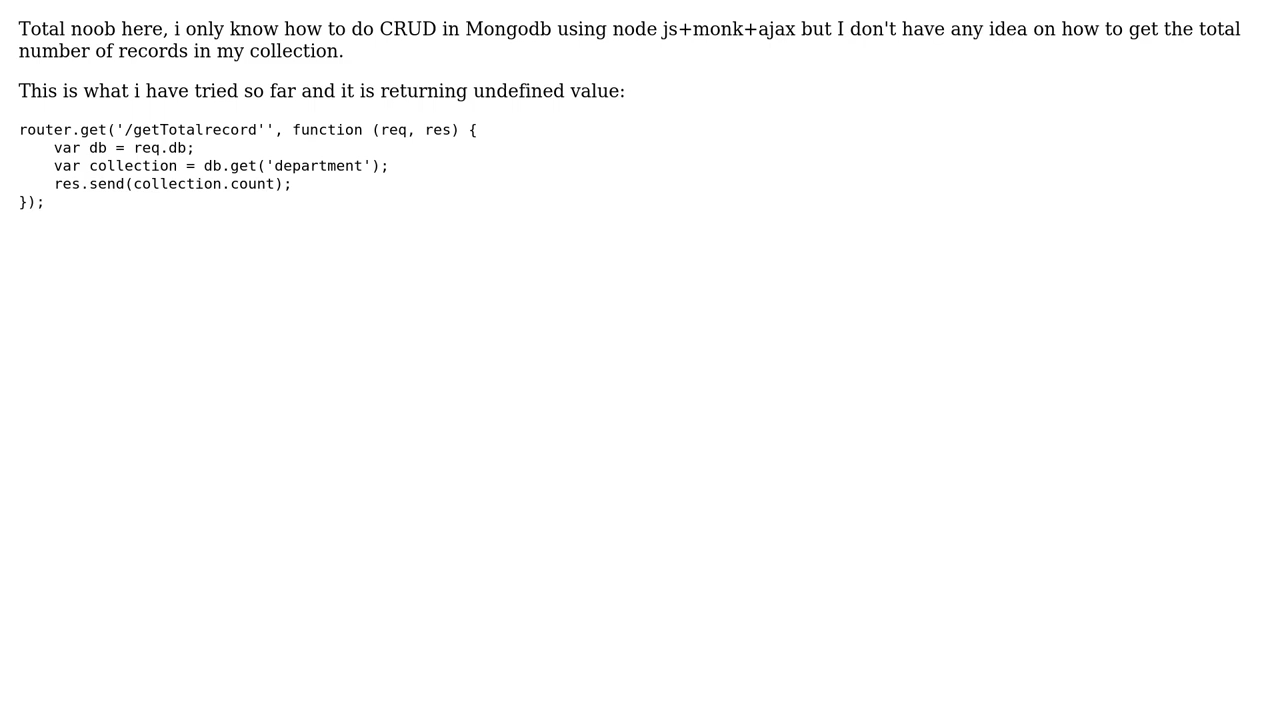 Total noob here, i only know how to do CRUD in Mongodb using node js+monk+ajax but I don't have any idea on how to get the total
number of records in my collection.
This is what i have tried so far and it is returning undefined value:
router.get('/getTotalrecord'', function (req, res) {
    var db = req.db;
    var collection = db.get('department');
    res.send(collection.count);
});